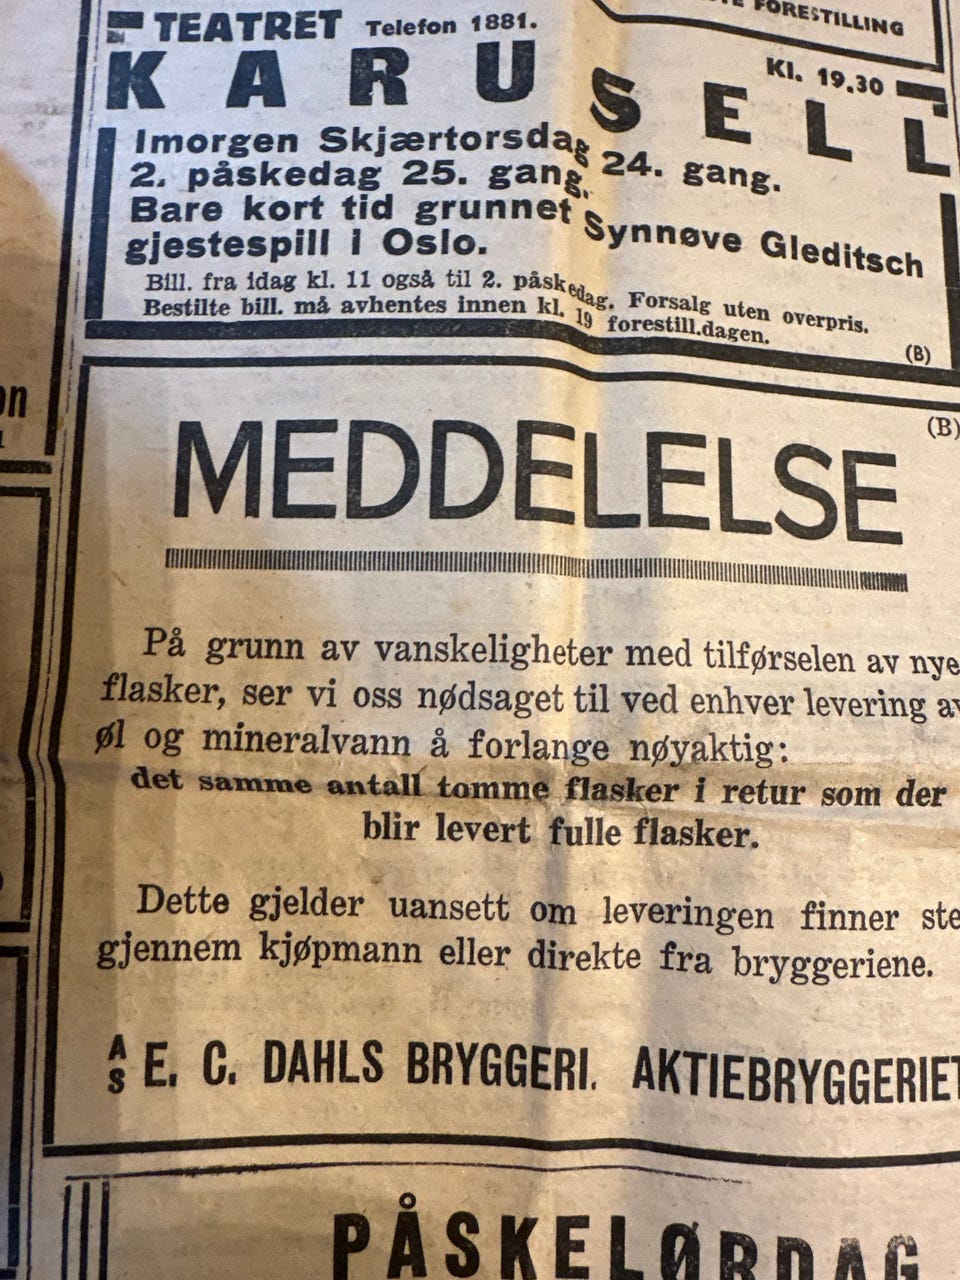 TEATRET Telefon 1881.
FORESTILLING
KARUSELL
Kl. 19,30
Imorgen Skjærtorsdag 24. gang.
2. påskedag 25. gang.
Bare kort tid grunnet Synnøve Gleditsch
gjestespill i Oslo.
Bill. fra idag kl. 11 også til 2. påskedag. Forsalg uten overpris.
Bestilte bill. må avhentes innen kl. 19 forestill.dagen.
(B)
(B)
MEDDELELSE
På grunn av vanskeligheter med tilførselen av nye
flasker, ser vi oss nødsaget til ved enhver levering av
øl og mineralvann å forlange nøyaktig:
det samme antall tomme flasker i retur som der
blir levert fulle flasker.
Dette gjelder uansett om leveringen finner ste
gjennem kjøpmann eller direkte fra bryggeriene.
A/S E. C. DAHLS BRYGGERI. AKTIEBRYGGERIET
PÅSKELØRDAG